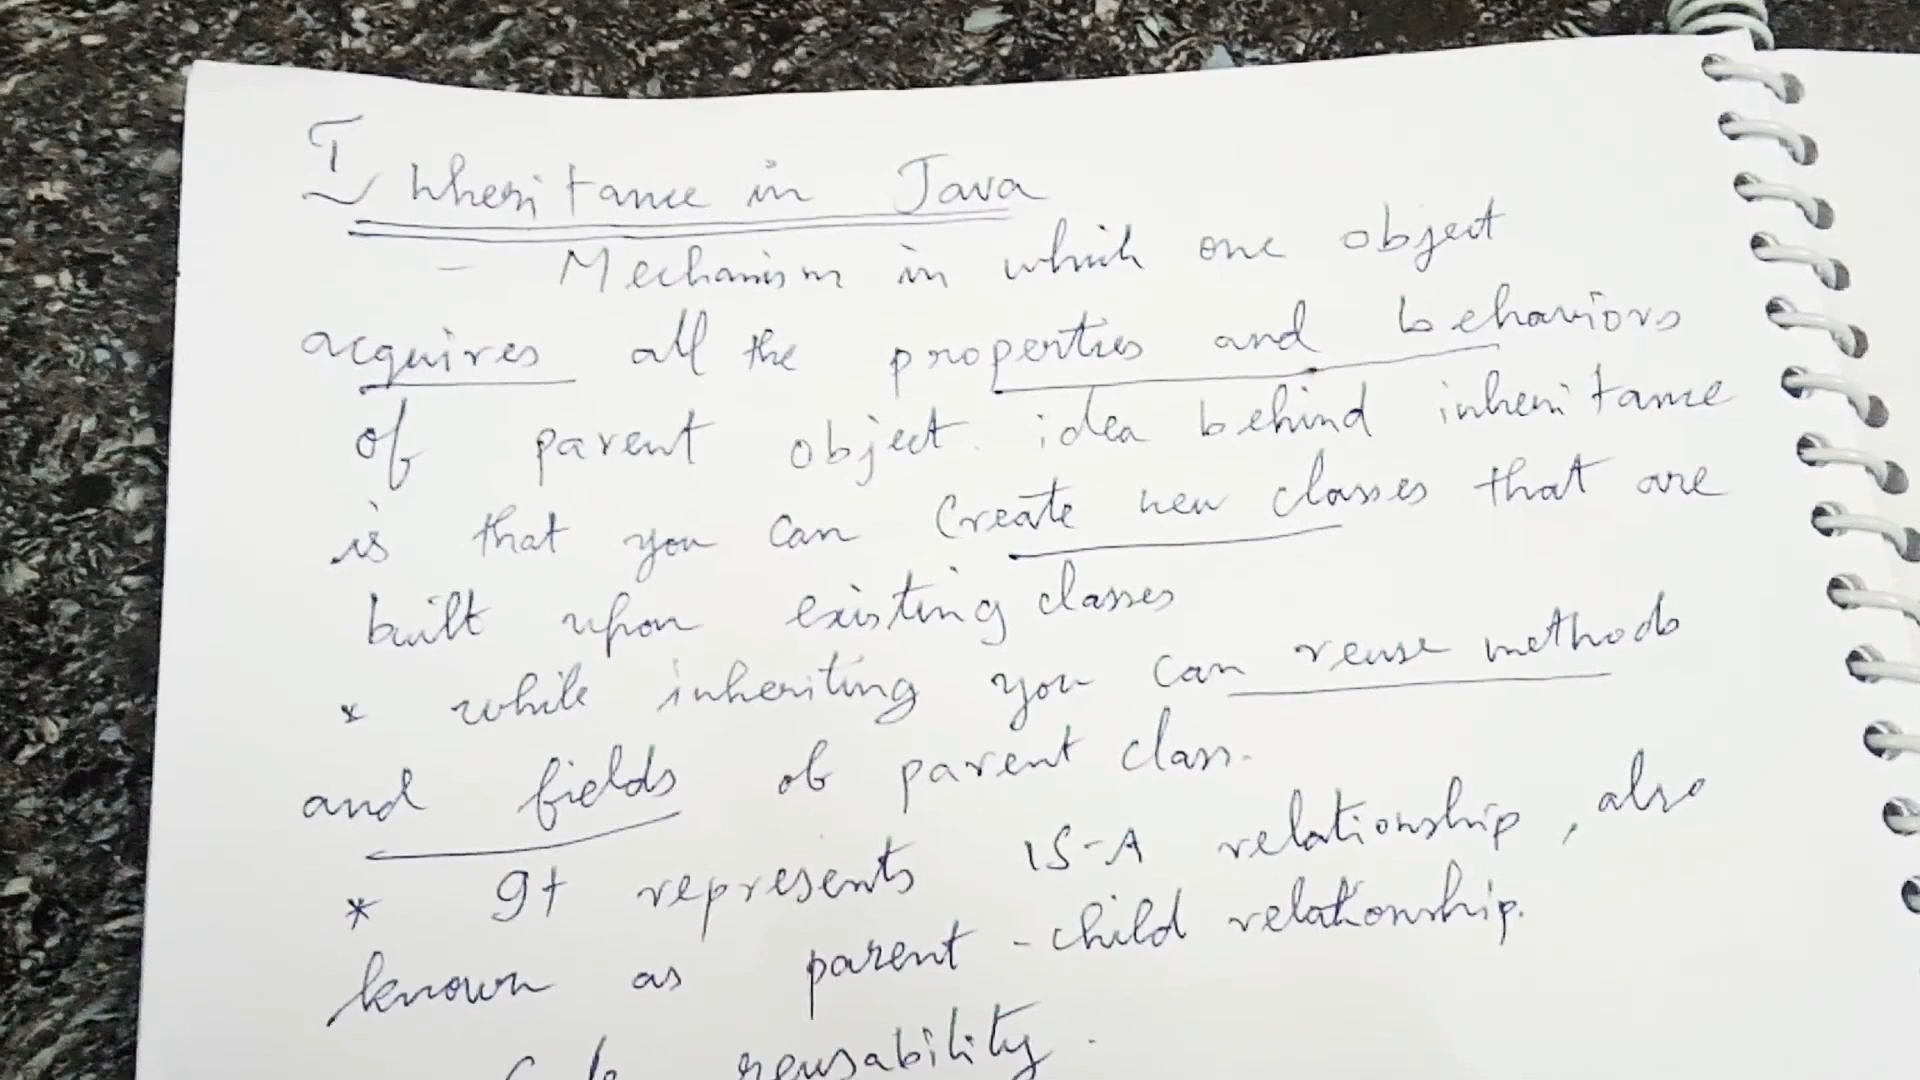 Inheritance in Java
- Mechanism in which one object
acquires all the properties and behaviors
of parent object. idea behind inheritance
is that you can create new classes that are
built upon existing classes
* while inheriting you can reuse methods
and fields of parent class.
* It represents IS-A relationship, also
known as parent-child relationship.
reusability.